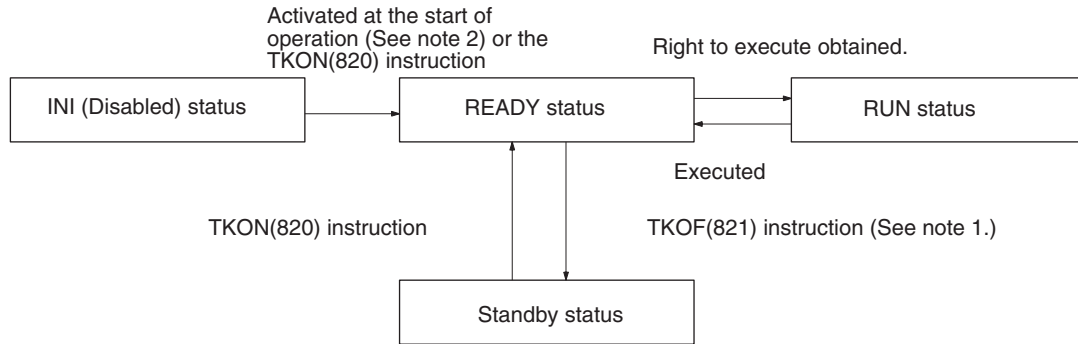 Activated at the start of
operation (See note 2) or the
TKON(820) instruction
Right to execute obtained.
INI (Disabled) status
READY status
RUN status
Executed
TKON(820) instruction
TKOF(821) instruction (See note 1.)
Standby status